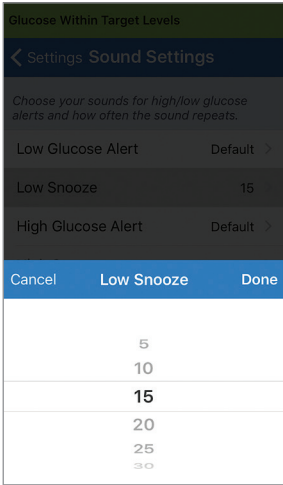 Glucose Within Target Levels
Settings Sound Settings
Choose your sounds for high/low glucose
alerts and how often the sound repeats.
Low Glucose Alert Default
Low Snooze 15
High Glucose Alert Default
Cancel Low Snooze Done
5
10
15
20
25
30